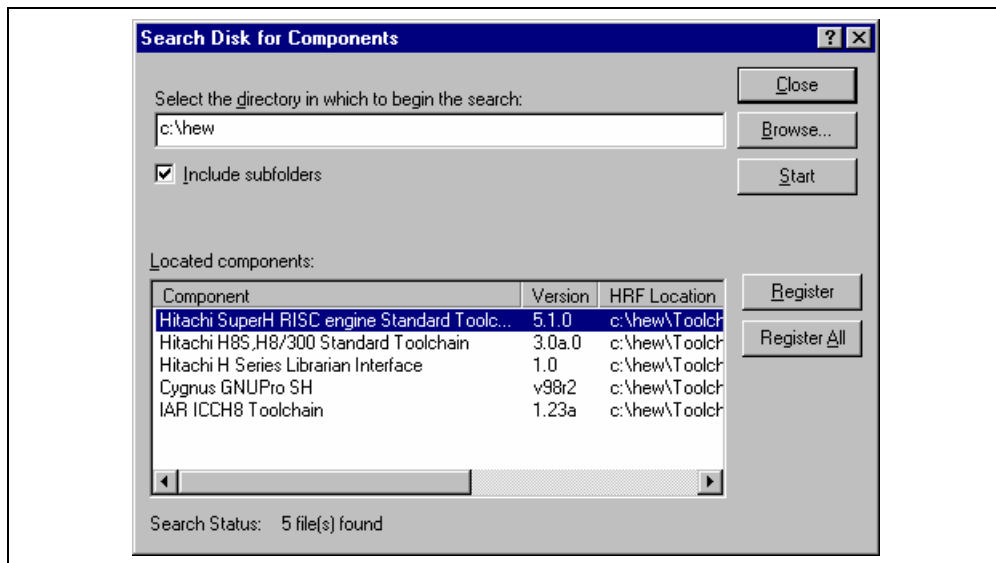 Search Disk for Components
Close
Select the directory in which to begin the search:
c:\hew
Browse...
Include subfolders
Start
Located components:
Component Version HRF Location
Register
Hitachi SuperH RISC engine Standard Toolc... 5.1.0 c:\hew\Toolch
Hitachi H8S,H8/300 Standard Toolchain 3.0a.0 c:\hew\Toolch
Register All
Hitachi H Series Librarian Interface 1.0 c:\hew\Toolch
Cygnus GNUPro SH v98r2 c:\hew\Toolch
IAR ICCH8 Toolchain 1.23a c:\hew\Toolch
Search Status: 5 file(s) found